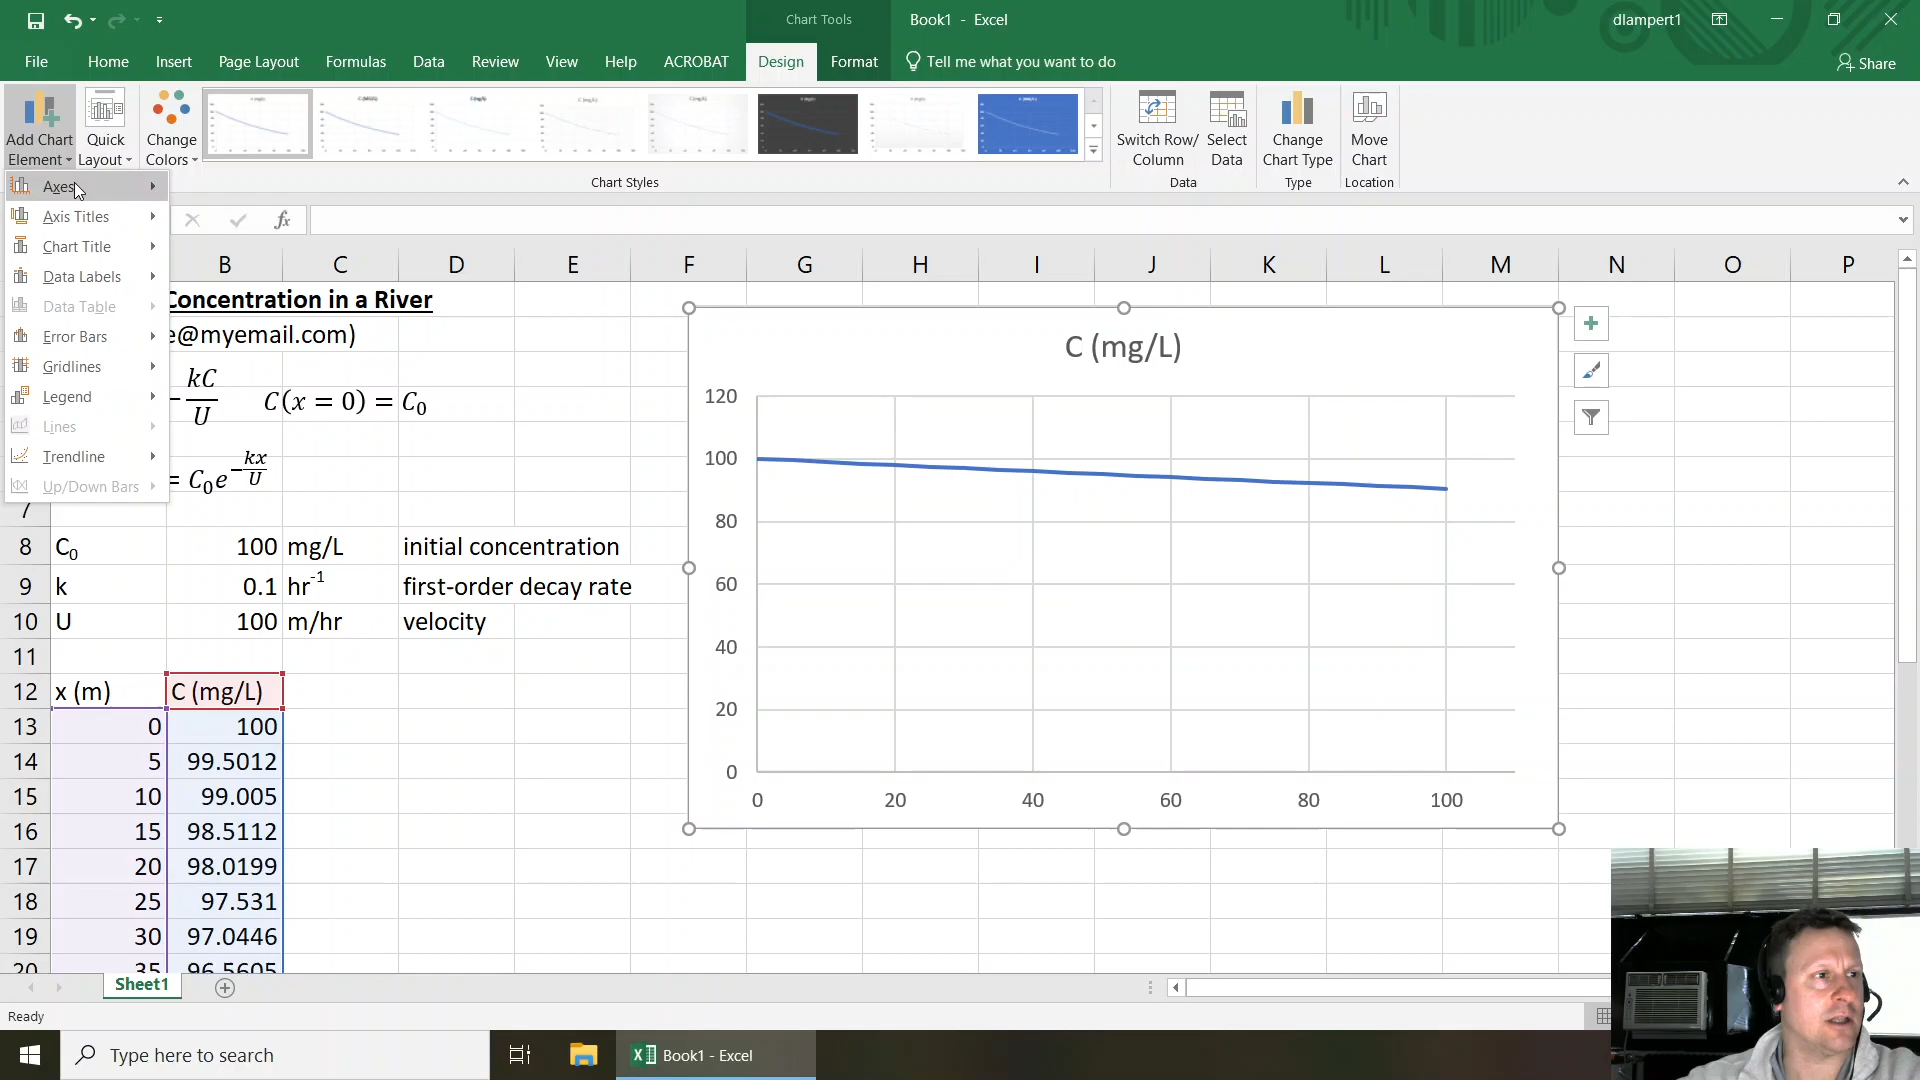 Chart Tools
Book1 - Excel
dlampert1
File
Home
Insert
Page Layout
Formulas
Data
Review
View
Help
ACROBAT
Design
Format
Tell me what you want to do
Share
Add Chart Element
Quick Layout
Change Colors
Switch Row/ Column
Select Data
Change Chart Type
Move Chart
Chart Styles
Data
Type
Location
Axes
Axis Titles
Chart Title
Data Labels
Data Table
Error Bars
Gridlines
Legend
Lines
Trendline
Up/Down Bars
fx
B C D E F G H I J K L M N O P
Concentration in a River
e@myemail.com)
- kC/U C(x = 0) = C₀
= C₀e^(-kx/U)
7
8 C₀ 100 mg/L initial concentration
9 k 0.1 hr⁻¹ first-order decay rate
10 U 100 m/hr velocity
11
12 x (m) C (mg/L)
13 0 100
14 5 99.5012
15 10 99.005
16 15 98.5112
17 20 98.0199
18 25 97.531
19 30 97.0446
20 35 96.5605
C (mg/L)
120
100
80
60
40
20
0
0 20 40 60 80 100
Sheet1
Ready
Type here to search
Book1 - Excel